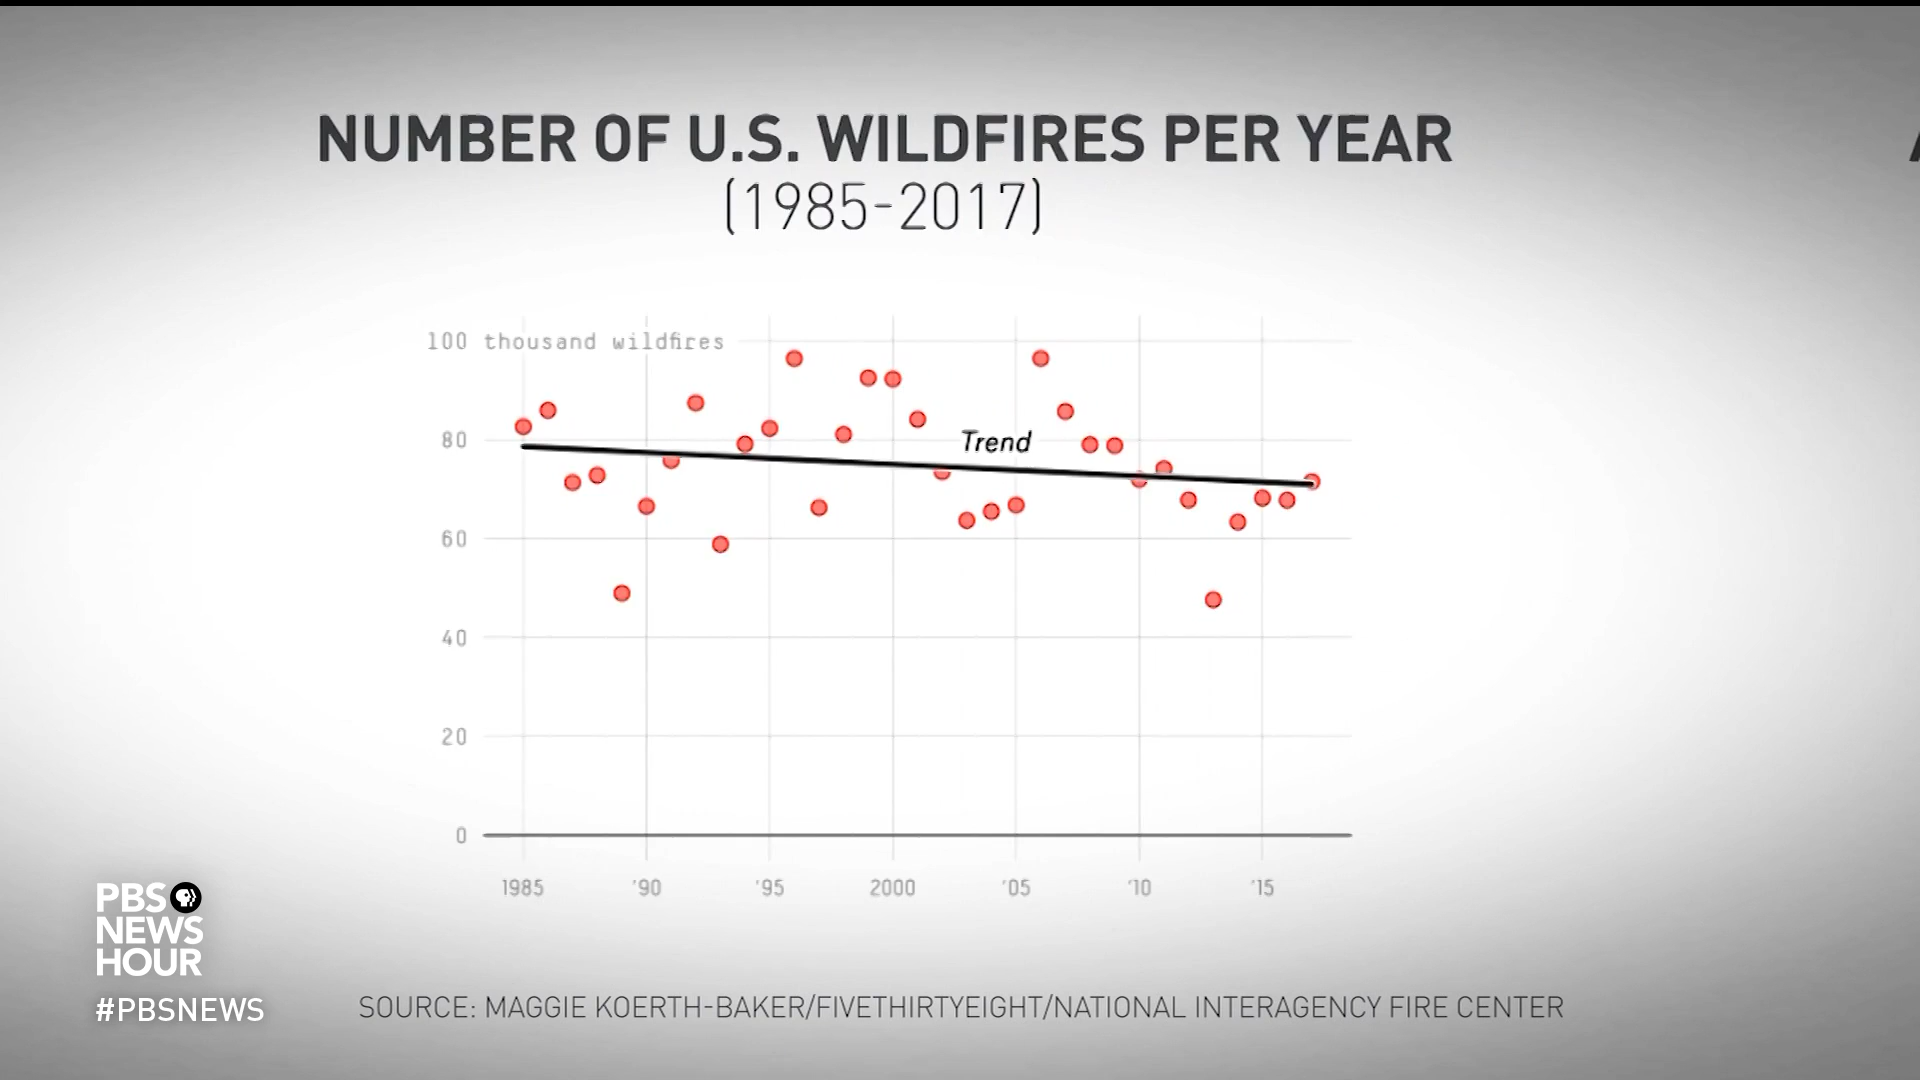 NUMBER OF U.S. WILDFIRES PER YEAR
(1985-2017)
100 thousand wildfires
80
Trend
60
40
20
0
1985 '90 '95 2000 '05 '10 '15
PBS
NEWS
HOUR
#PBSNEWS
SOURCE: MAGGIE KOERTH-BAKER/FIVETHIRTYEIGHT/NATIONAL INTERAGENCY FIRE CENTER